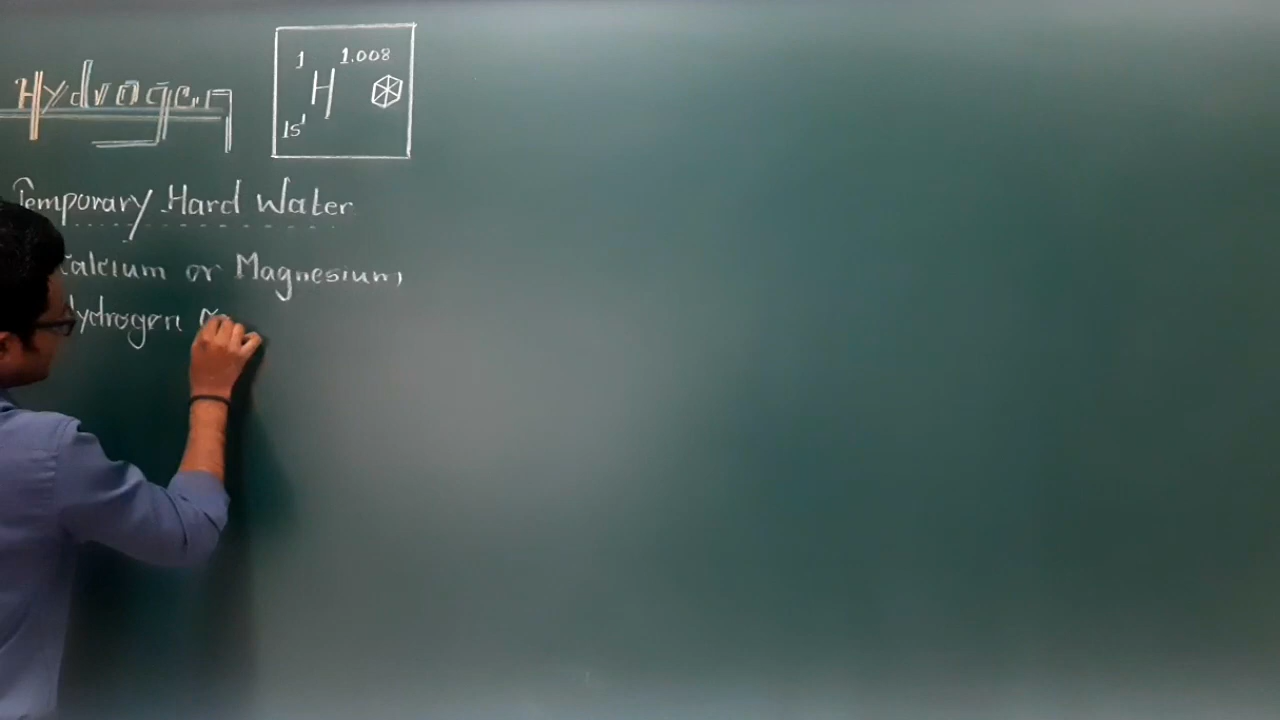 Hydrogen
1 1.008
H
1s¹
Temporary Hard Water
Calcium or Magnesium,
Hydrogen